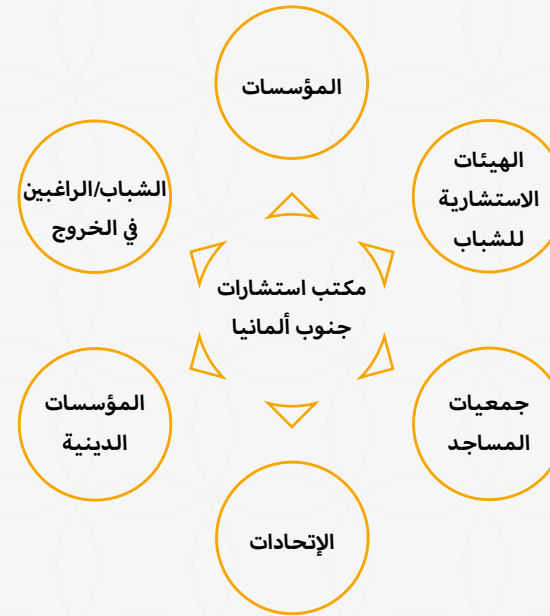 المؤسسات
الهيئات
الاستشارية
للشباب
الشباب/الراغبين
في الخروج
مكتب استشارات
جنوب ألمانيا
جمعيات
المساجد
المؤسسات
الدينية
الإتحادات